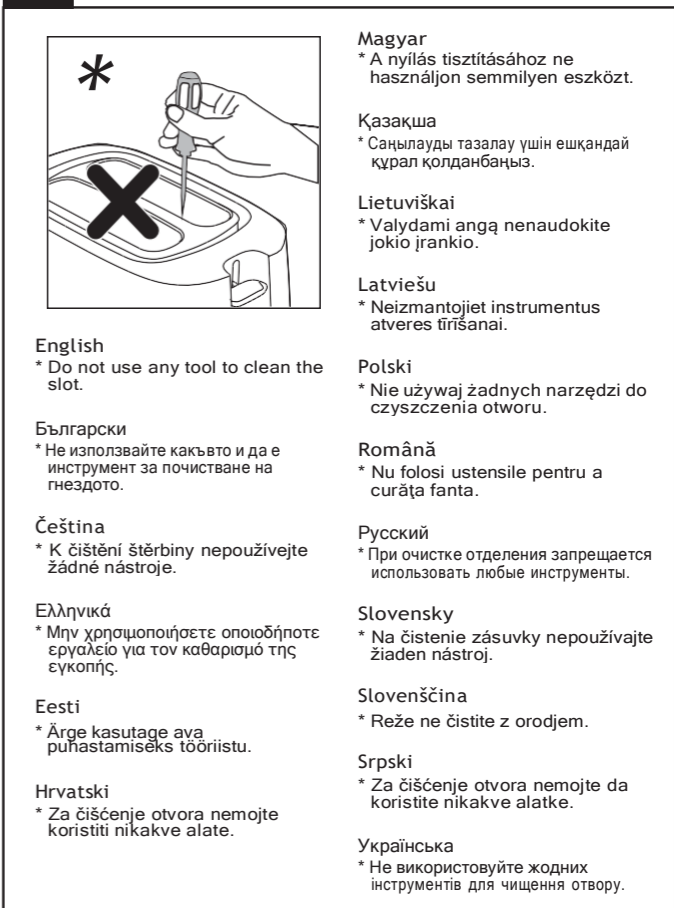 *
English
* Do not use any tool to clean the
slot.
Български
* Не използвайте какъвто и да е
инструмент за почистване на
гнездото.
Čeština
* K čištění štěrbiny nepoužívejte
žádné nástroje.
Ελληνικά
* Μην χρησιμοποιήσετε οποιοδήποτε
εργαλείο για τον καθαρισμό της
εγκοπής.
Eesti
* Ärge kasutage ava
puhastamiseks tööriistu.
Hrvatski
* Za čišćenje otvora nemojte
koristiti nikakve alate.
Magyar
* A nyílás tisztításához ne
használjon semmilyen eszközt.
Қазақша
* Саңылауды тазалау үшін ешқандай
құрал қолданбаңыз.
Lietuviškai
* Valydami angą nenaudokite
jokio įrankio.
Latviešu
* Neizmantojiet instrumentus
atveres tīrīšanai.
Polski
* Nie używaj żadnych narzędzi do
czyszczenia otworu.
Română
* Nu folosi ustensile pentru a
curăţa fanta.
Русский
* При очистке отделения запрещается
использовать любые инструменты.
Slovensky
* Na čistenie zásuvky nepoužívajte
žiaden nástroj.
Slovenščina
* Reže ne čistite z orodjem.
Srpski
* Za čišćenje otvora nemojte da
koristite nikakve alatke.
Українська
* Не використовуйте жодних
інструментів для чищення отвору.